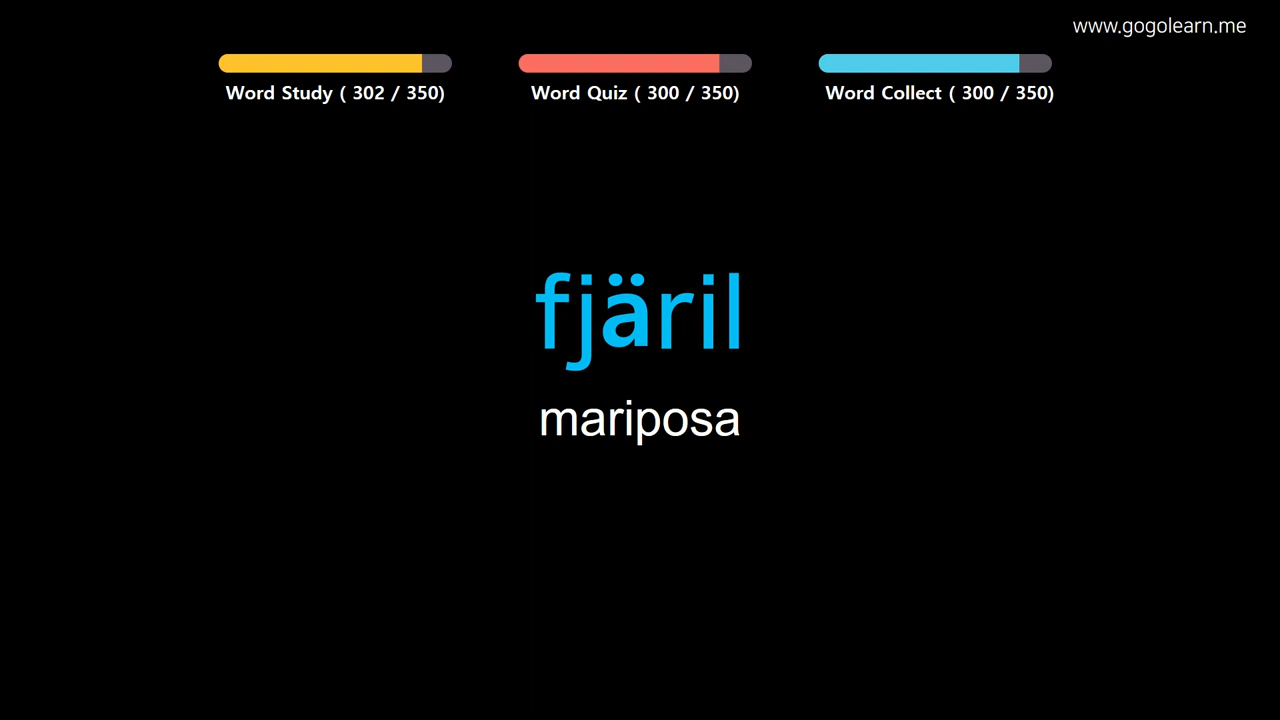 www.gogolearn.me
Word Study ( 302 / 350)
Word Quiz ( 300 / 350)
Word Collect ( 300 / 350)
fjäril
mariposa